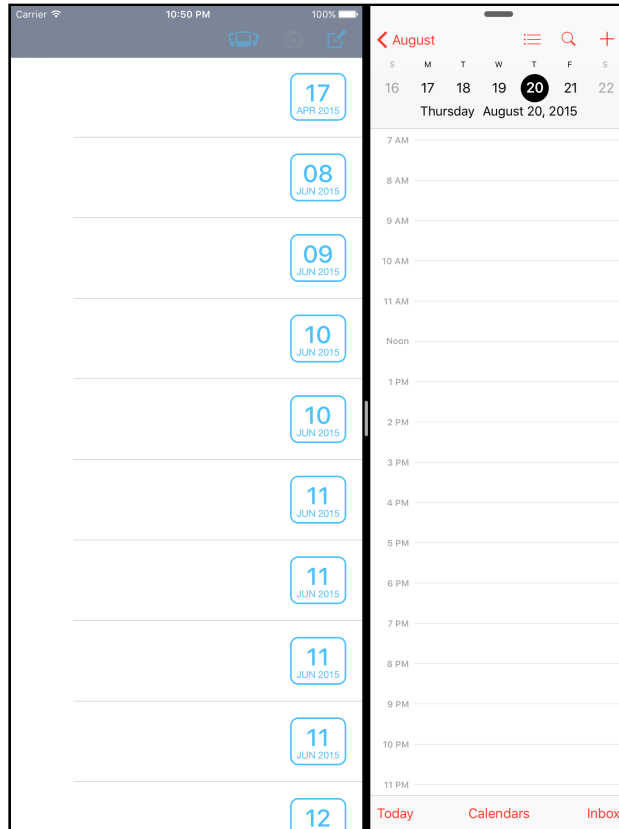 Carrier 10:50 PM 100%
17
APR 2015
08
JUN 2015
09
JUN 2015
10
JUN 2015
10
JUN 2015
11
JUN 2015
11
JUN 2015
11
JUN 2015
11
JUN 2015
12
August
S M T W T F S
16 17 18 19 20 21 22
Thursday August 20, 2015
7 AM
8 AM
9 AM
10 AM
11 AM
Noon
1 PM
2 PM
3 PM
4 PM
5 PM
6 PM
7 PM
8 PM
9 PM
10 PM
11 PM
Today Calendars Inbox